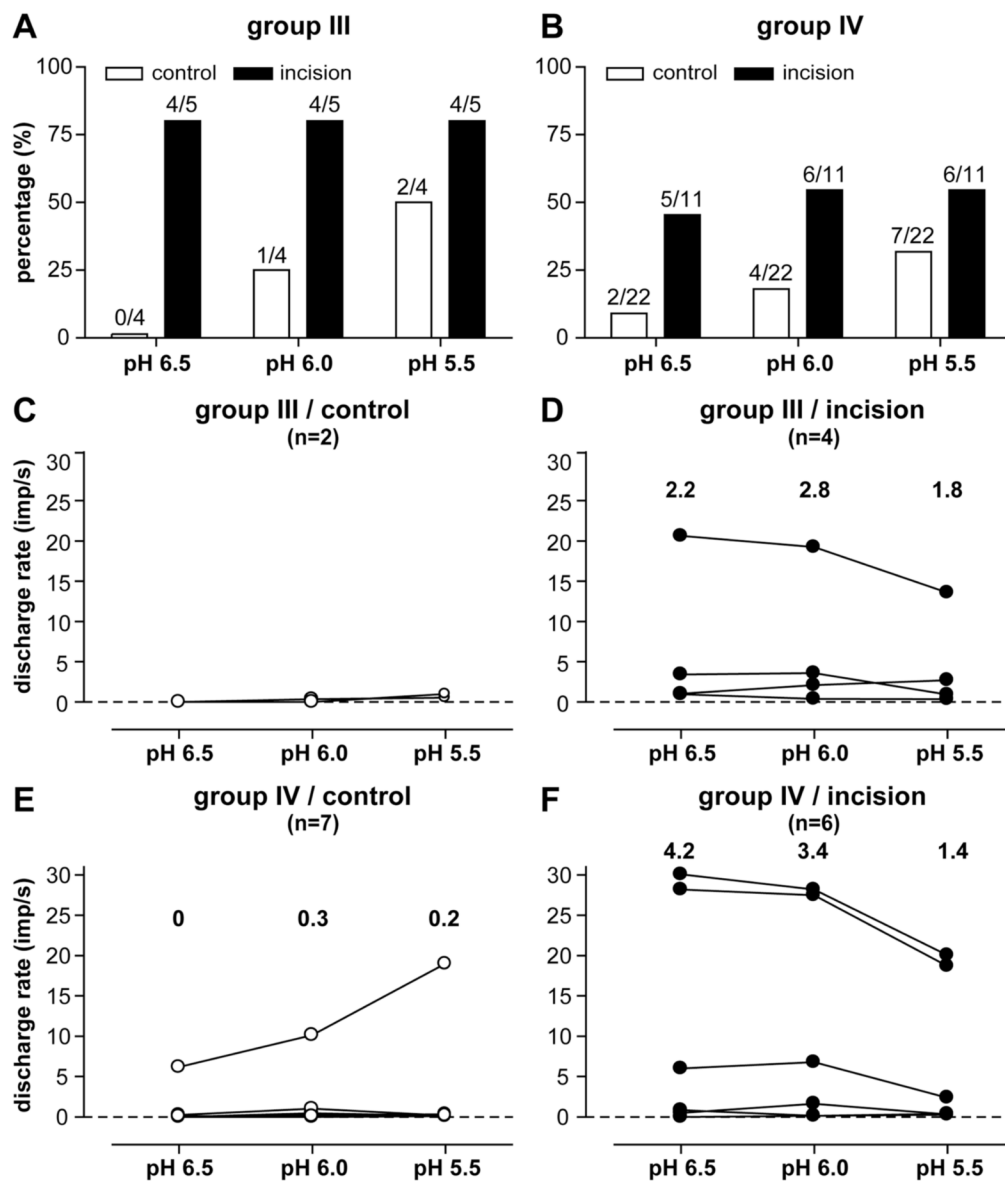 A
group III
B
group IV
control
incision
control
incision
percentage (%)
100
75
50
25
0
4/5
4/5
4/5
0/4
1/4
2/4
pH 6.5
pH 6.0
pH 5.5
100
75
50
25
0
2/22
5/11
4/22
6/11
7/22
6/11
pH 6.5
pH 6.0
pH 5.5
C
group III / control
(n=2)
discharge rate (imp/s)
30
25
20
15
10
5
0
pH 6.5
pH 6.0
pH 5.5
D
group III / incision
(n=4)
30
25
20
15
10
5
0
2.2
2.8
1.8
pH 6.5
pH 6.0
pH 5.5
E
group IV / control
(n=7)
discharge rate (imp/s)
30
25
20
15
10
5
0
0
0.3
0.2
pH 6.5
pH 6.0
pH 5.5
F
group IV / incision
(n=6)
4.2
3.4
1.4
30
25
20
15
10
5
0
pH 6.5
pH 6.0
pH 5.5